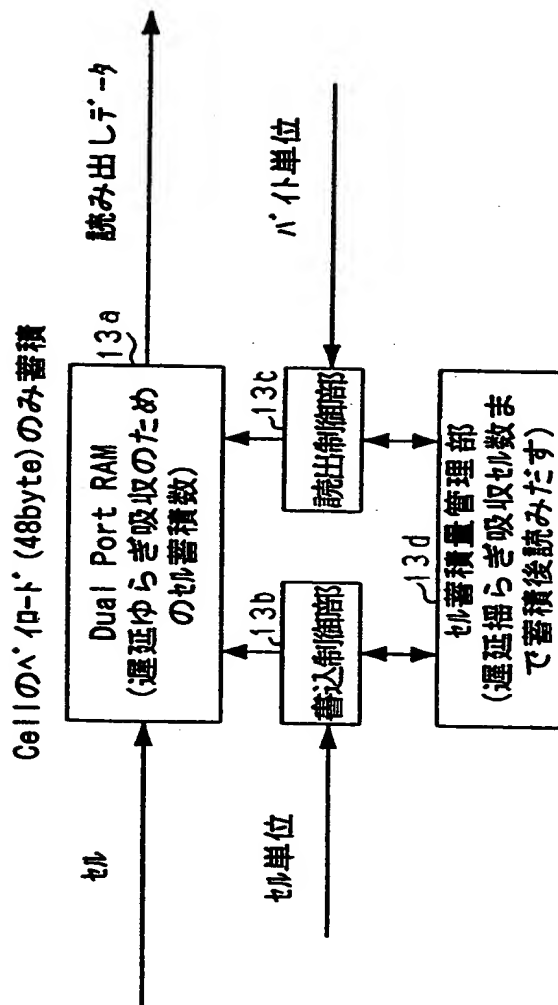 Cellのペイロード(48byte)のみ蓄積
セル
Dual Port RAM
(遅延ゆらぎ吸収のため
のセル蓄積数)
13a
読み出しデータ
13b
13c
セル単位
書込制御部
読出制御部
バイト単位
13d
セル蓄積量管理部
(遅延揺らぎ吸収セル数ま
で蓄積後読みだす)